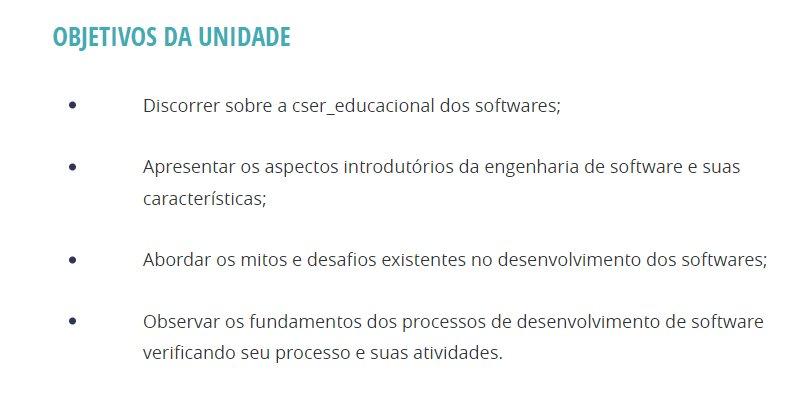 OBJETIVOS DA UNIDADE
• Discorrer sobre a cser_educacional dos softwares;
• Apresentar os aspectos introdutórios da engenharia de software e suas
características;
• Abordar os mitos e desafios existentes no desenvolvimento dos softwares;
• Observar os fundamentos dos processos de desenvolvimento de software
verificando seu processo e suas atividades.